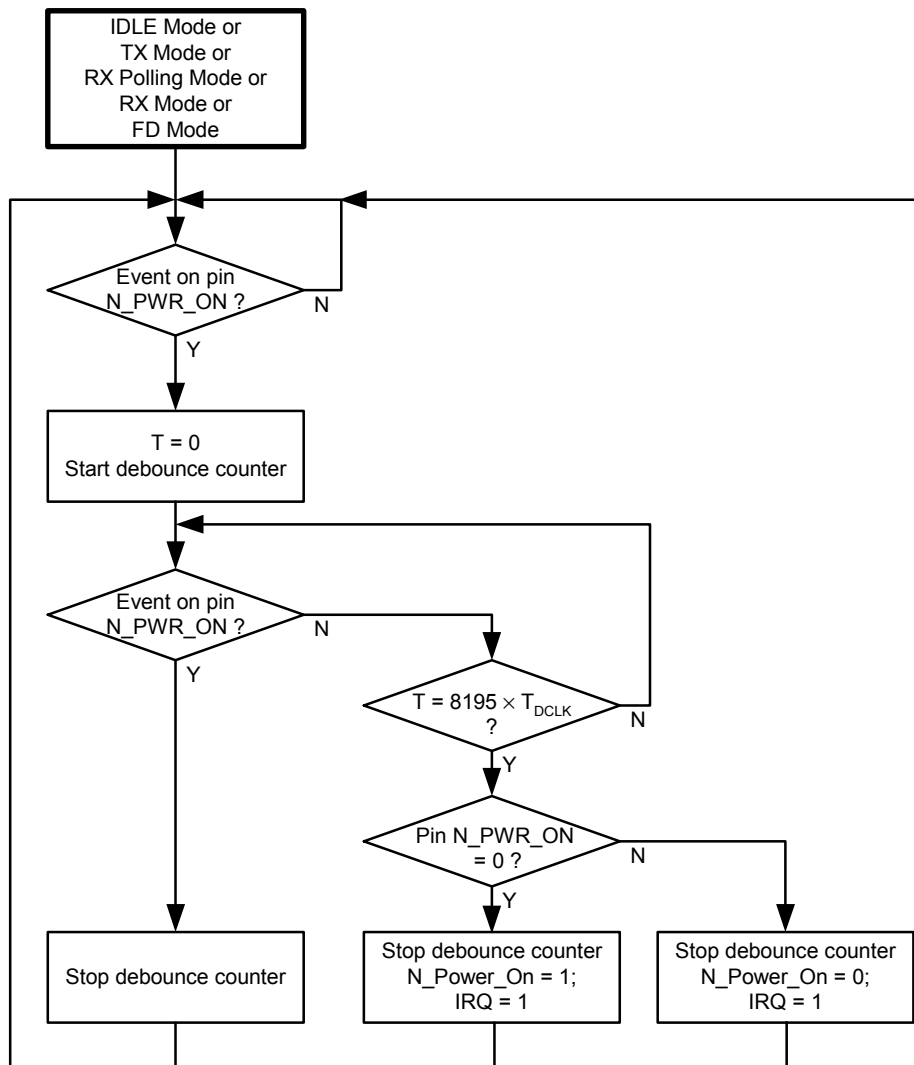 IDLE Mode or
TX Mode or
RX Polling Mode or
RX Mode or
FD Mode
Event on pin
N_PWR_ON ?
N
Y
T = 0
Start debounce counter
Event on pin
N_PWR_ON ?
N
Y
T = 8195 × TDCLK
?
N
Y
Pin N_PWR_ON
= 0 ?
N
Y
Stop debounce counter
Stop debounce counter
N_Power_On = 1;
IRQ = 1
Stop debounce counter
N_Power_On = 0;
IRQ = 1